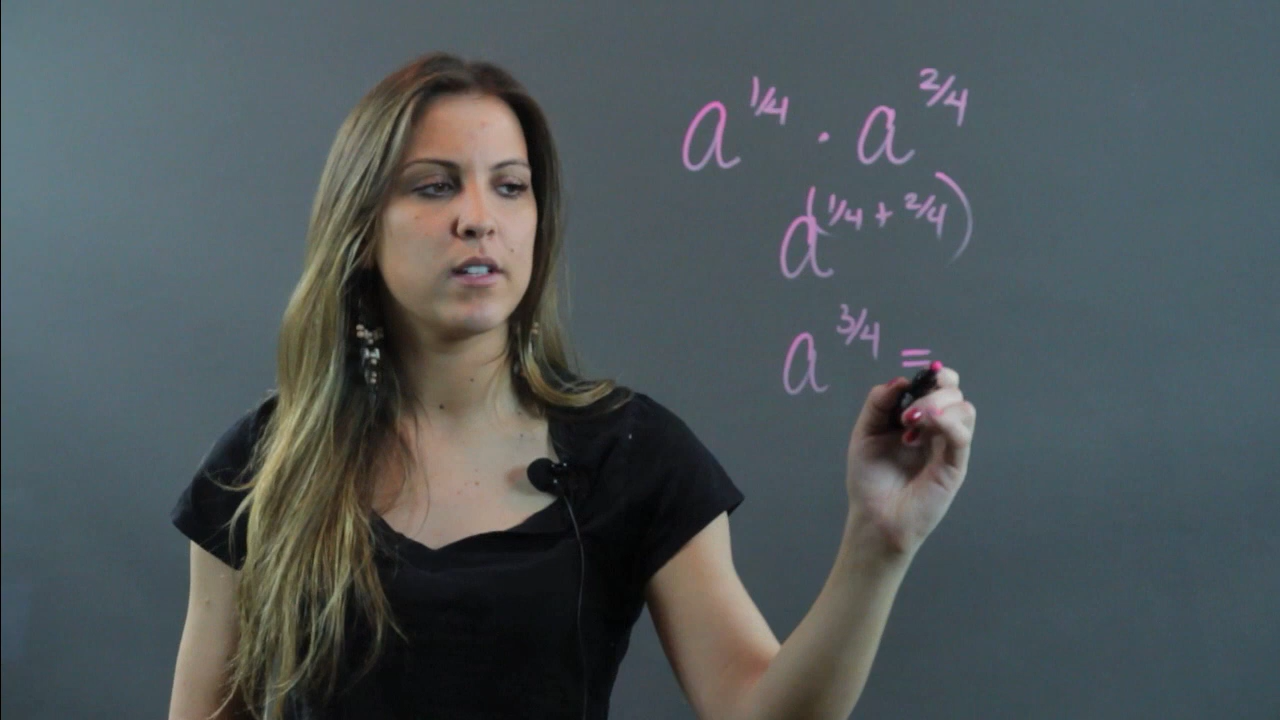 a^1/4 · a^2/4
a^(1/4 + 2/4)
a^3/4 =